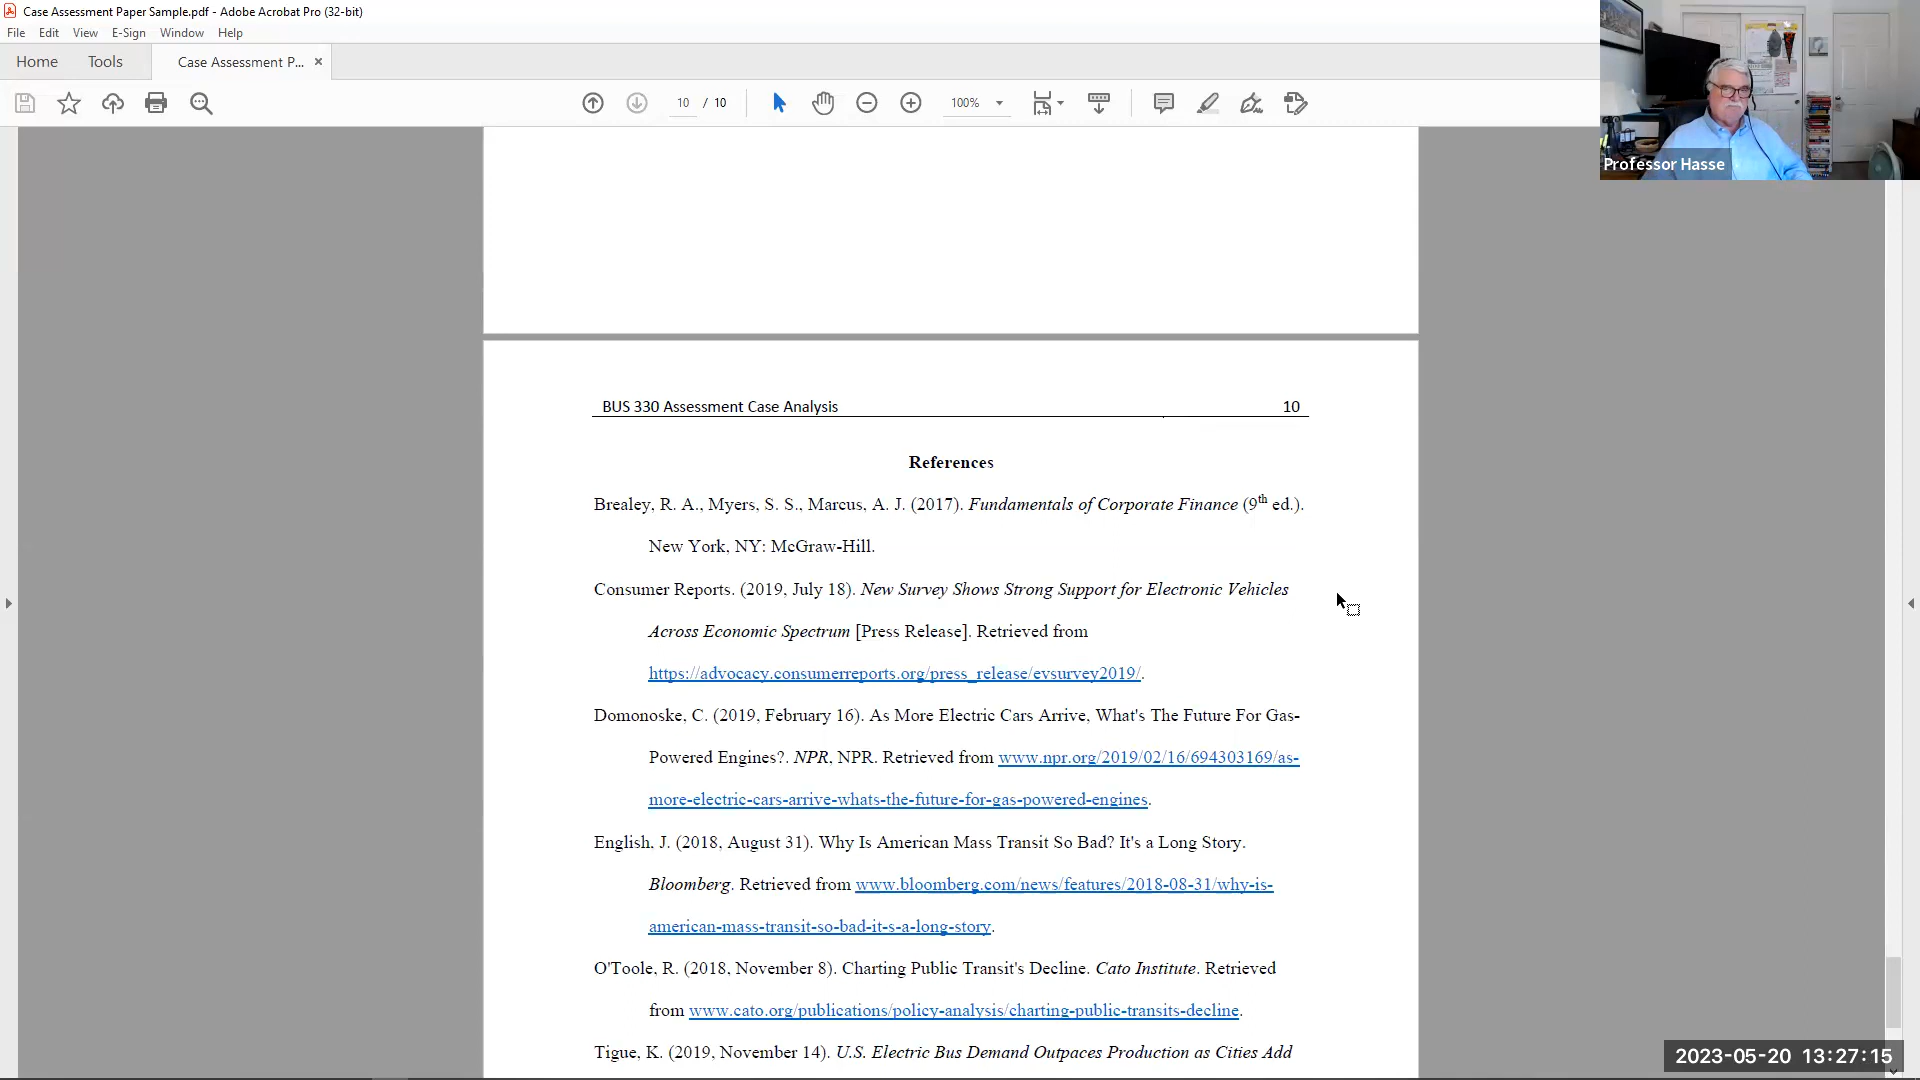 Case Assessment Paper Sample.pdf - Adobe Acrobat Pro (32-bit)
File Edit View E-Sign Window Help
Home Tools Case Assessment P... ×
10 / 10 100%
Professor Hasse
BUS 330 Assessment Case Analysis 10
References
Brealey, R. A., Myers, S. S., Marcus, A. J. (2017). Fundamentals of Corporate Finance (9th ed.).
New York, NY: McGraw-Hill.
Consumer Reports. (2019, July 18). New Survey Shows Strong Support for Electronic Vehicles
Across Economic Spectrum [Press Release]. Retrieved from
https://advocacy.consumerreports.org/press_release/evsurvey2019/.
Domonoske, C. (2019, February 16). As More Electric Cars Arrive, What's The Future For Gas-
Powered Engines?. NPR, NPR. Retrieved from www.npr.org/2019/02/16/694303169/as-
more-electric-cars-arrive-whats-the-future-for-gas-powered-engines.
English, J. (2018, August 31). Why Is American Mass Transit So Bad? It's a Long Story.
Bloomberg. Retrieved from www.bloomberg.com/news/features/2018-08-31/why-is-
american-mass-transit-so-bad-it-s-a-long-story.
O'Toole, R. (2018, November 8). Charting Public Transit's Decline. Cato Institute. Retrieved
from www.cato.org/publications/policy-analysis/charting-public-transits-decline.
Tigue, K. (2019, November 14). U.S. Electric Bus Demand Outpaces Production as Cities Add
2023-05-20 13:27:15